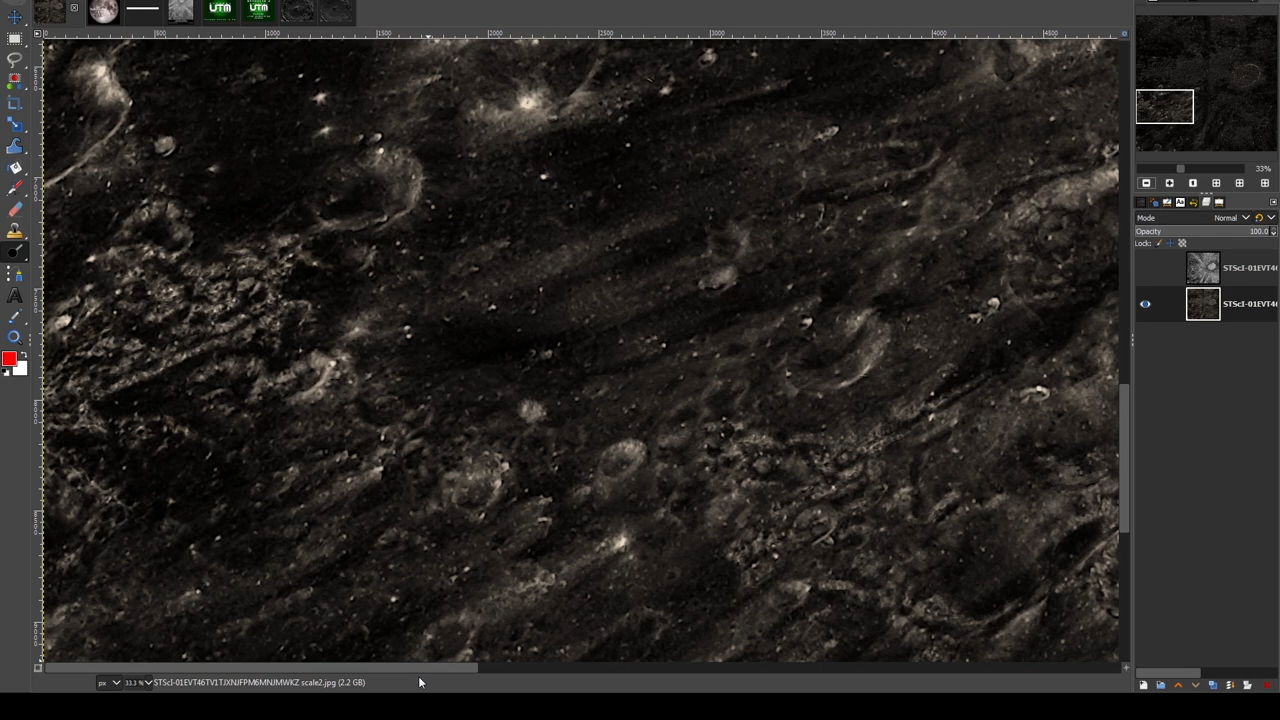 UTM
UTM
0
500
1000
1500
2000
2500
3000
3500
4000
4500
33%
Mode
Normal
Opacity
100.0
Lock:
STScI-01EVT4
STScI-01EVT4
px
33.3 %
STScI-01EVT46TV1TJXNJFPM6MNJMWKZ scale2.jpg (2.2 GB)